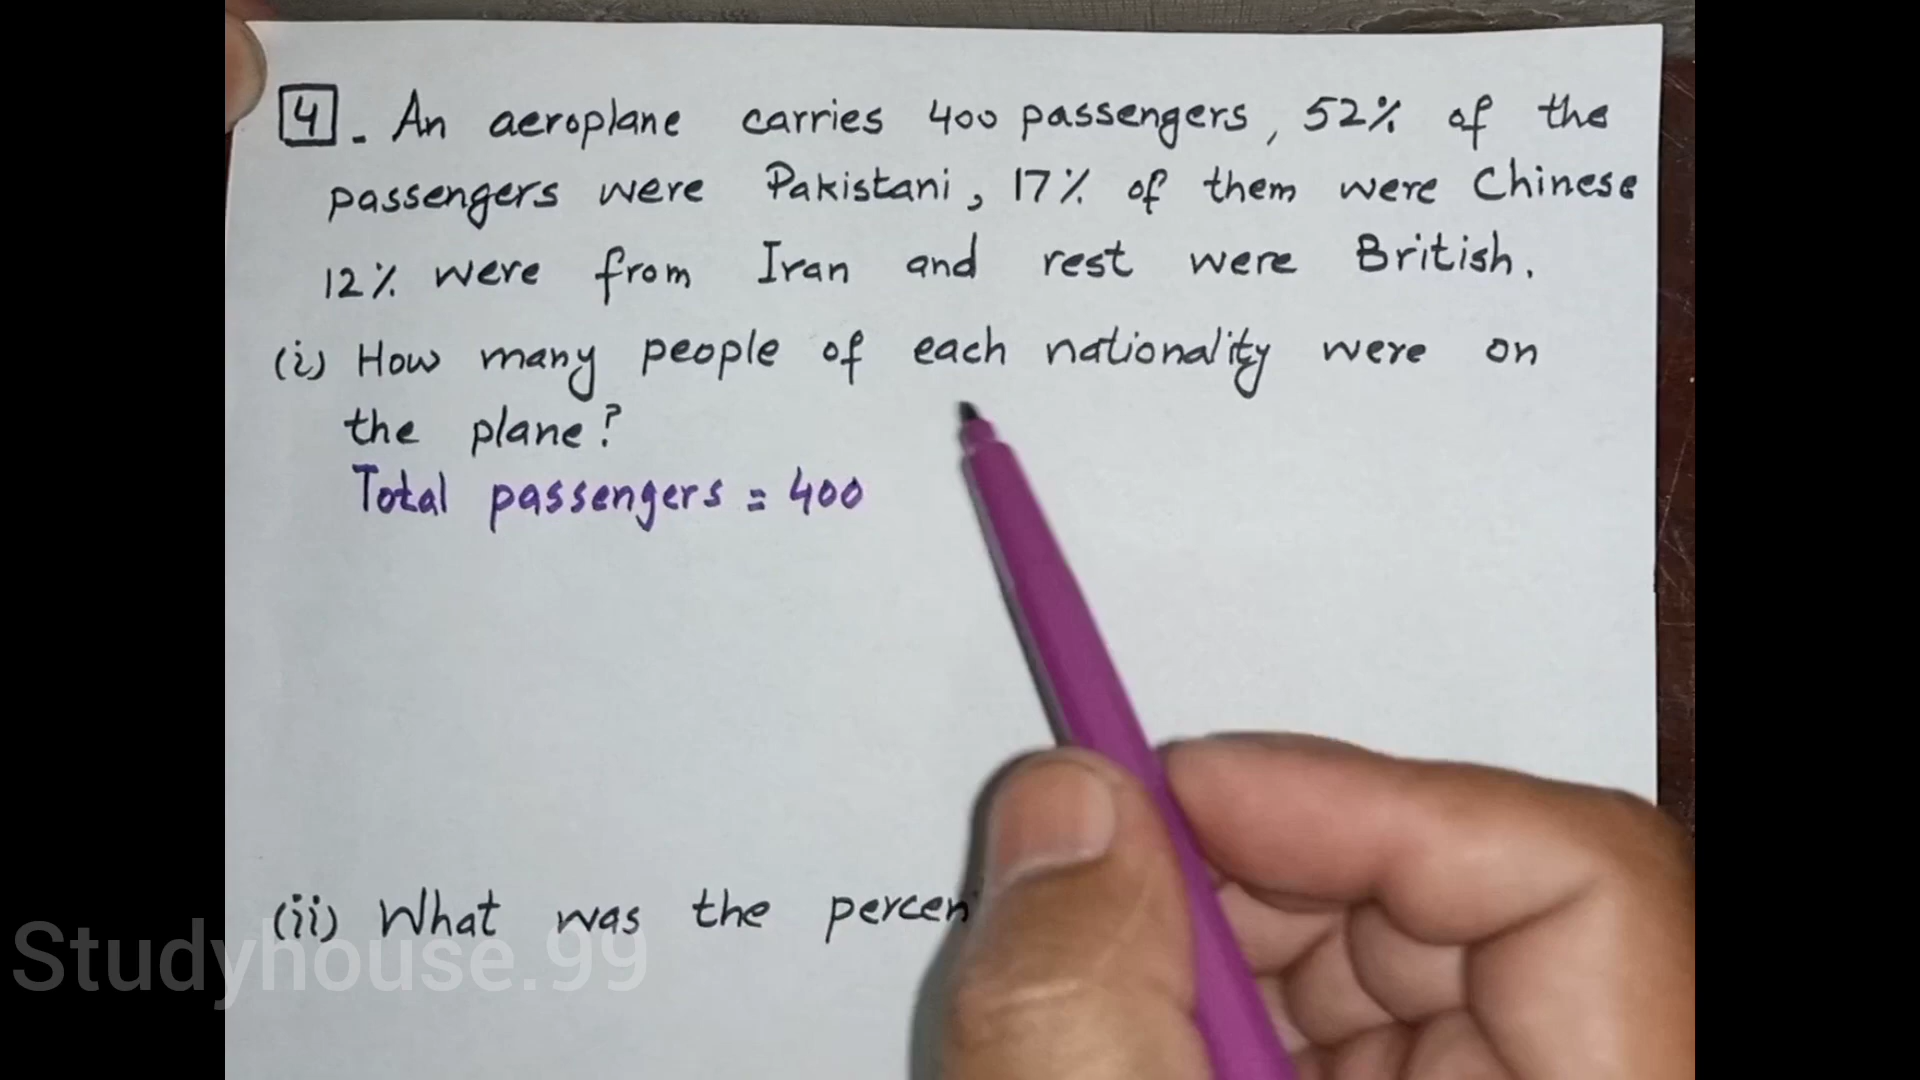 4. An aeroplane carries 400 passengers, 52% of the
passengers were Pakistani, 17% of them were Chinese
12% were from Iran and rest were British.
(i) How many people of each nationality were on
the plane?
Total passengers = 400
(ii) What was the percen
Studyhouse.99